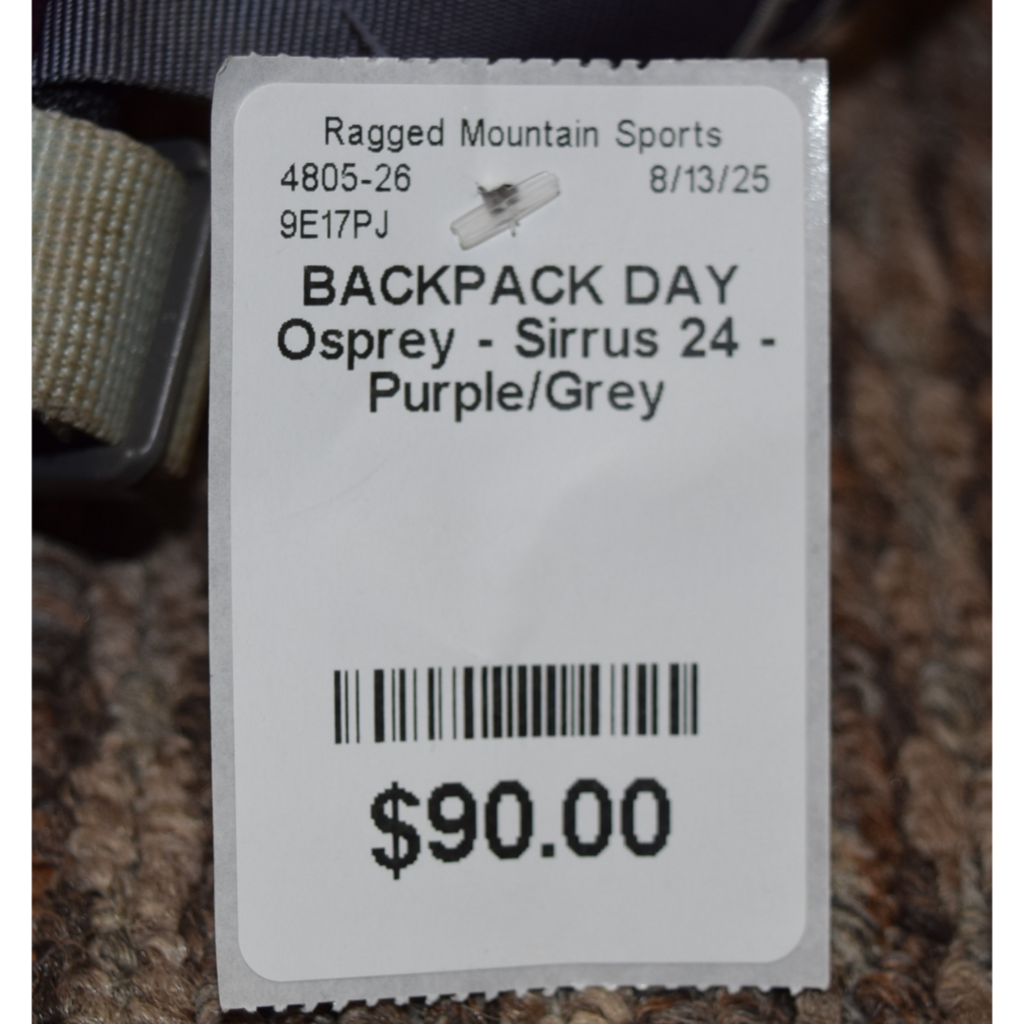 Ragged Mountain Sports
4805-26 8/13/25
9E17PJ
BACKPACK DAY
Osprey - Sirrus 24 -
Purple/Grey
$90.00